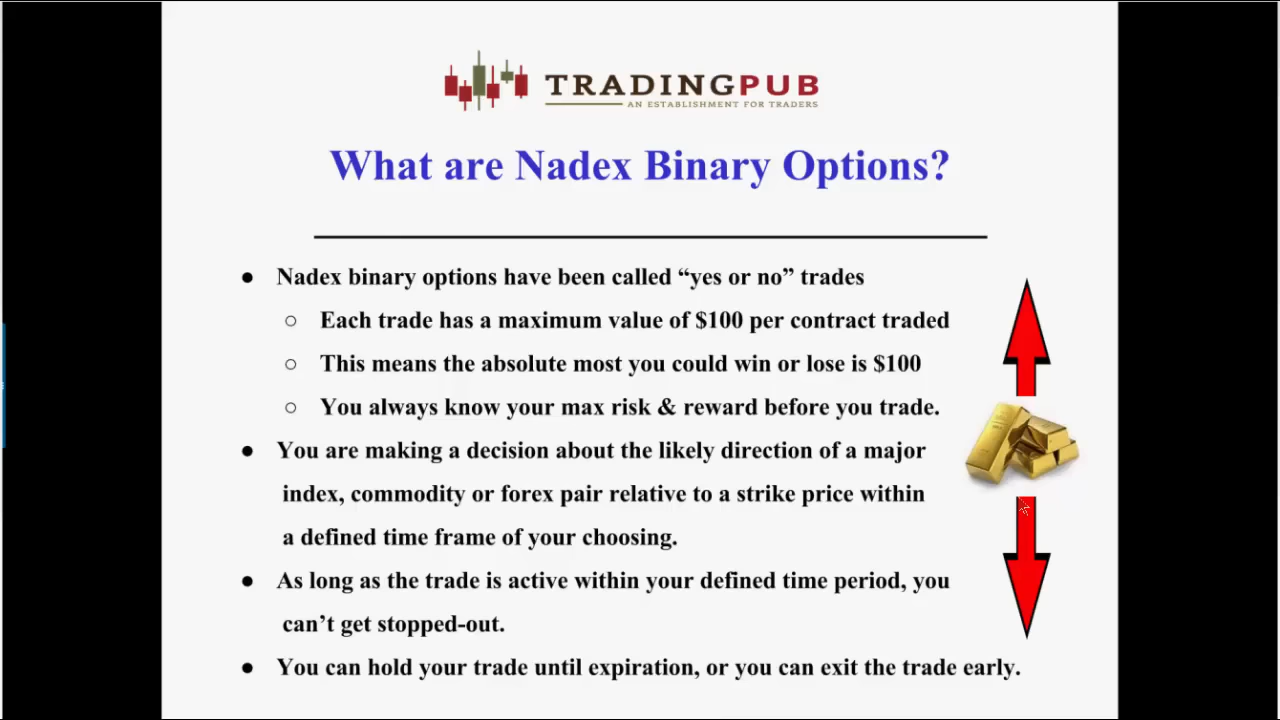 TRADINGPUB
AN ESTABLISHMENT FOR TRADERS
What are Nadex Binary Options?
● Nadex binary options have been called “yes or no” trades
○ Each trade has a maximum value of $100 per contract traded
○ This means the absolute most you could win or lose is $100
○ You always know your max risk & reward before you trade.
● You are making a decision about the likely direction of a major
index, commodity or forex pair relative to a strike price within
a defined time frame of your choosing.
● As long as the trade is active within your defined time period, you
can’t get stopped-out.
● You can hold your trade until expiration, or you can exit the trade early.